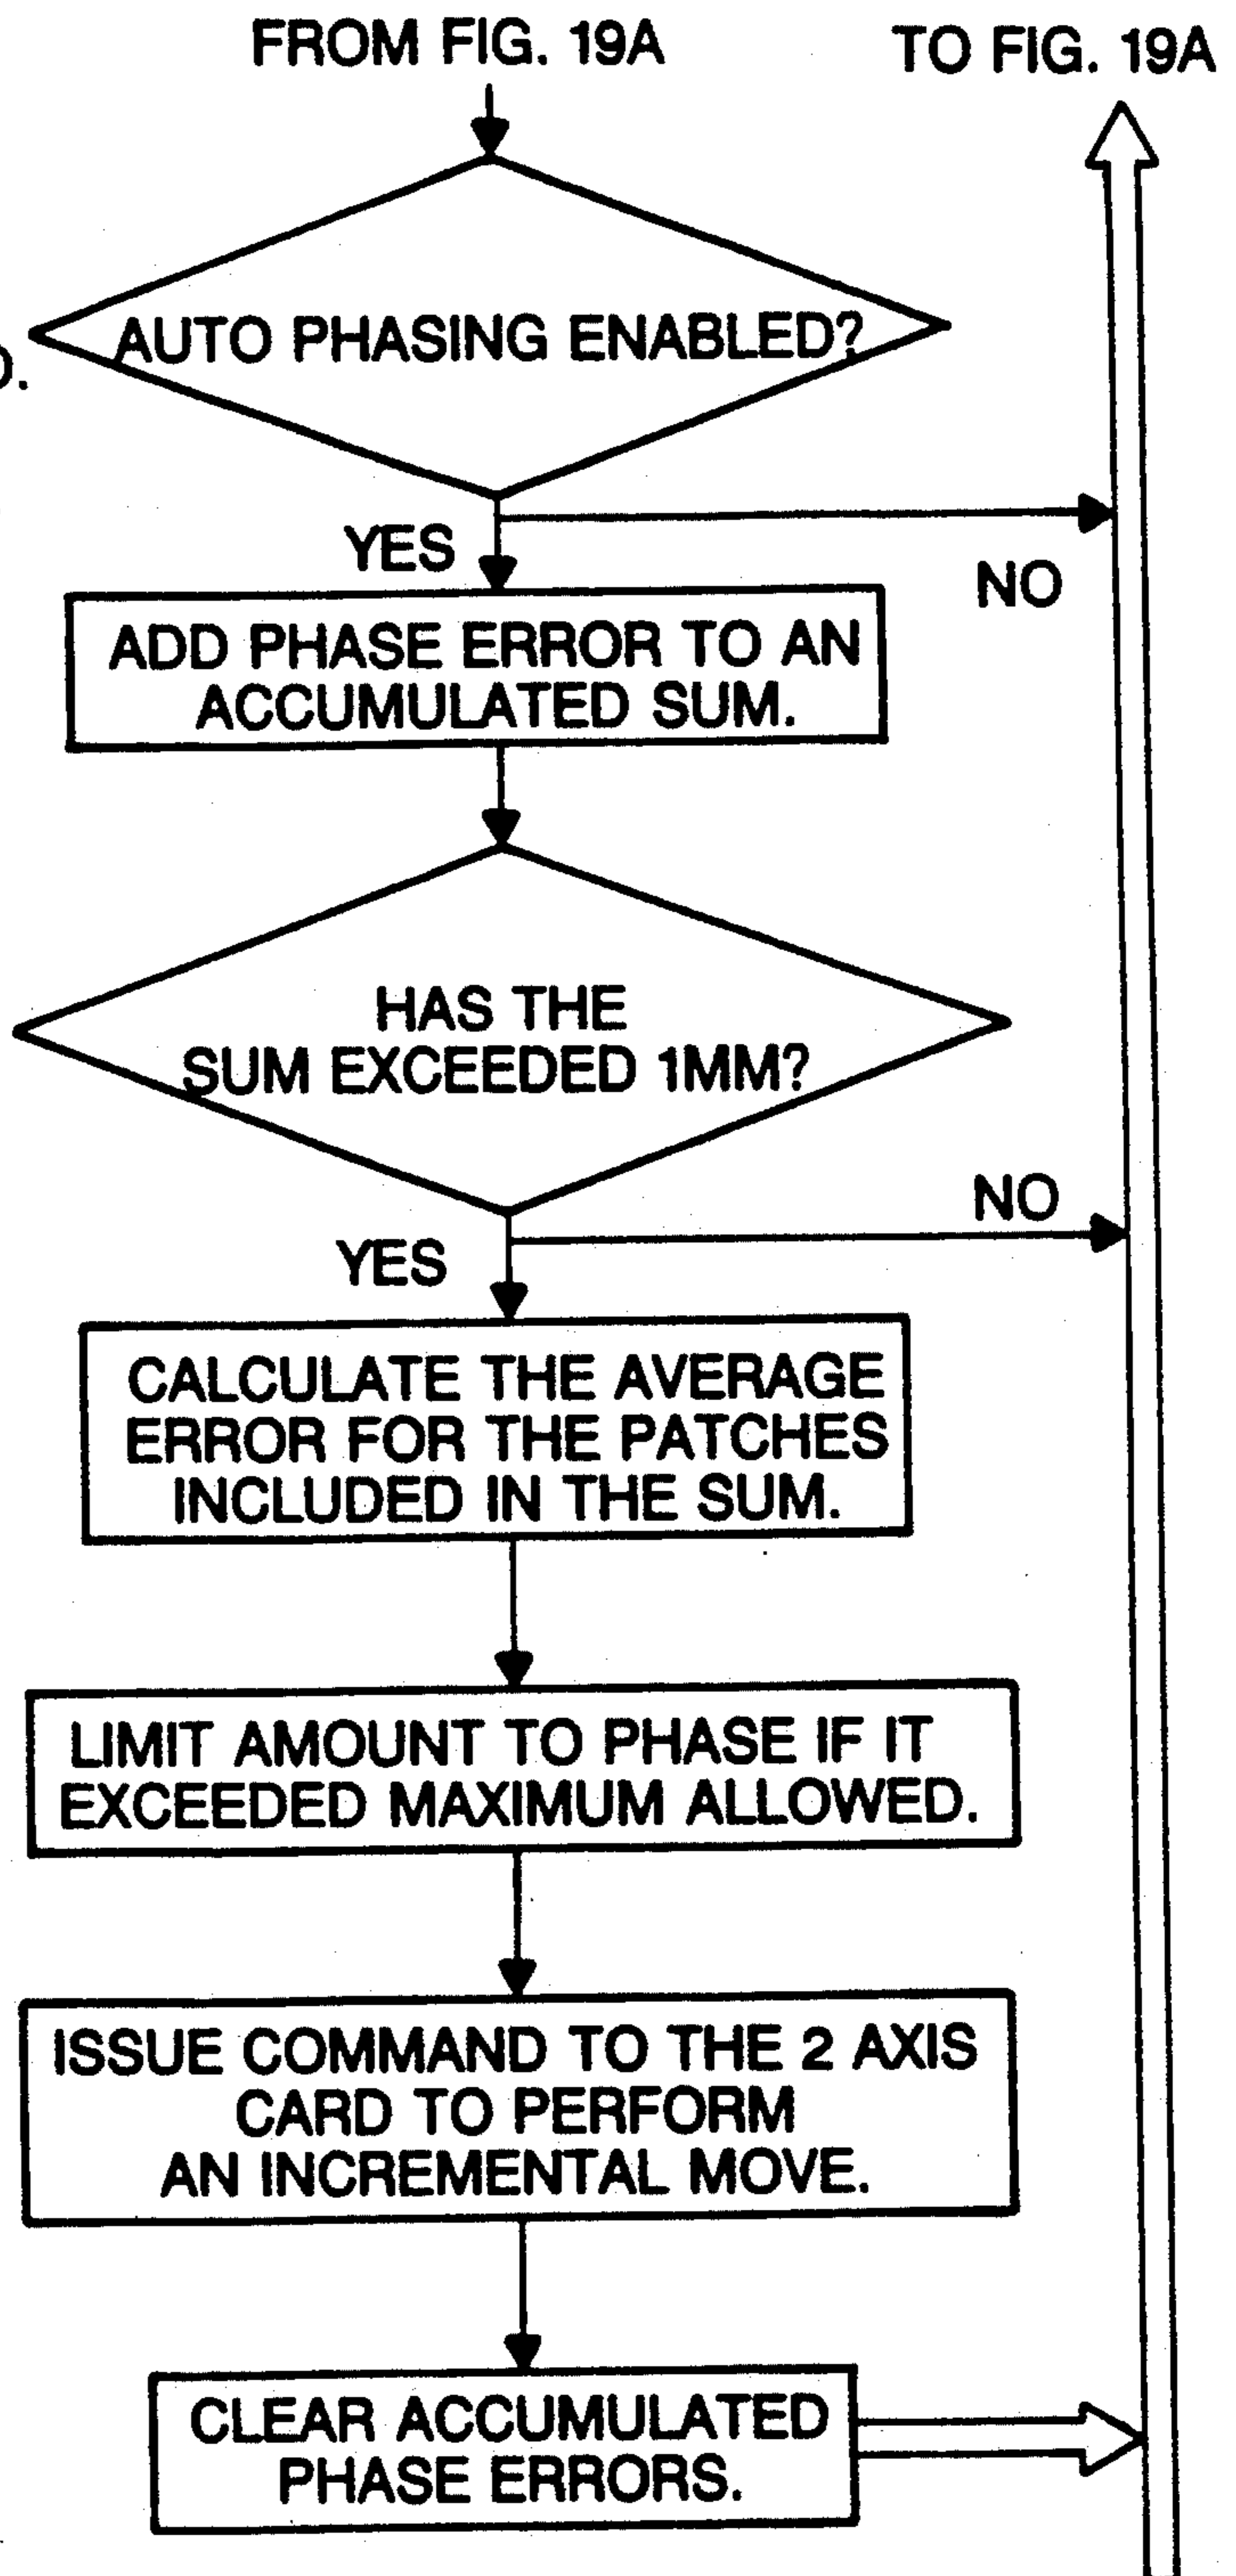 FROM FIG. 19A
TO FIG. 19A
AUTO PHASING ENABLED?
YES
NO
ADD PHASE ERROR TO AN
ACCUMULATED SUM.
HAS THE
SUM EXCEEDED 1MM?
NO
YES
CALCULATE THE AVERAGE
ERROR FOR THE PATCHES
INCLUDED IN THE SUM.
LIMIT AMOUNT TO PHASE IF IT
EXCEEDED MAXIMUM ALLOWED.
ISSUE COMMAND TO THE 2 AXIS
CARD TO PERFORM
AN INCREMENTAL MOVE.
CLEAR ACCUMULATED
PHASE ERRORS.